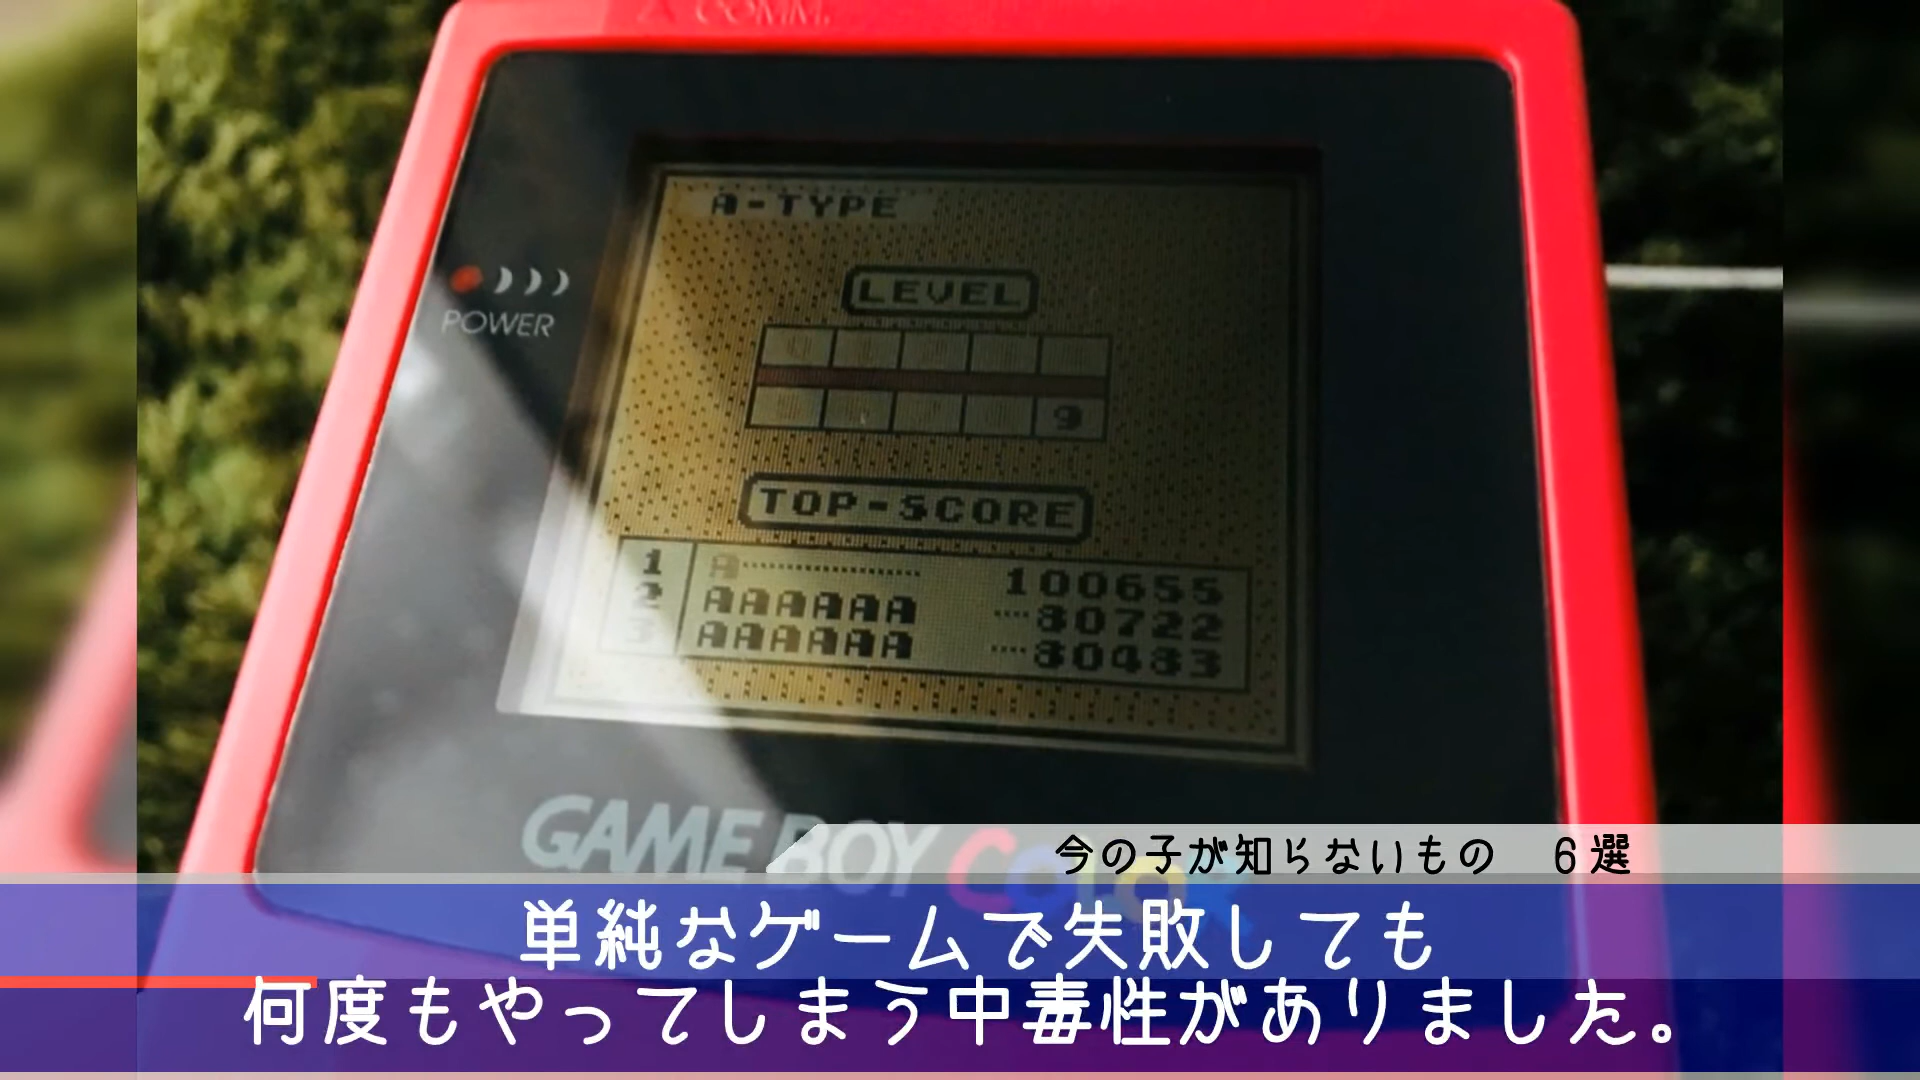 COMM.
A-TYPE
POWER
LEVEL
9
TOP-SCORE
1 A 100655
2 AAAAAA 80722
3 AAAAAA 80483
GAME BOY COLOR
今の子が知らないもの　6選
単純なゲームで失敗しても
何度もやってしまう中毒性がありました。